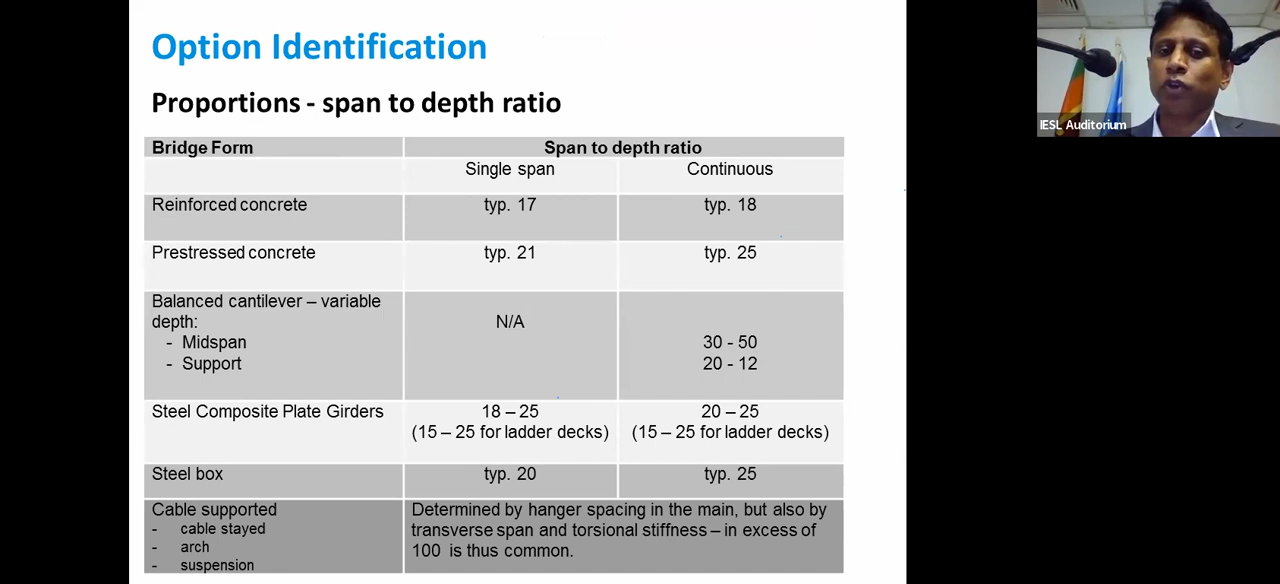 Option Identification
Proportions - span to depth ratio
Bridge Form Span to depth ratio
Single span Continuous
Reinforced concrete typ. 17 typ. 18
Prestressed concrete typ. 21 typ. 25
Balanced cantilever – variable
depth: N/A
- Midspan 30 - 50
- Support 20 - 12
Steel Composite Plate Girders 18 – 25 20 – 25
(15 – 25 for ladder decks) (15 – 25 for ladder decks)
Steel box typ. 20 typ. 25
Cable supported Determined by hanger spacing in the main, but also by
- cable stayed transverse span and torsional stiffness – in excess of
- arch 100 is thus common.
- suspension
IESL Auditorium